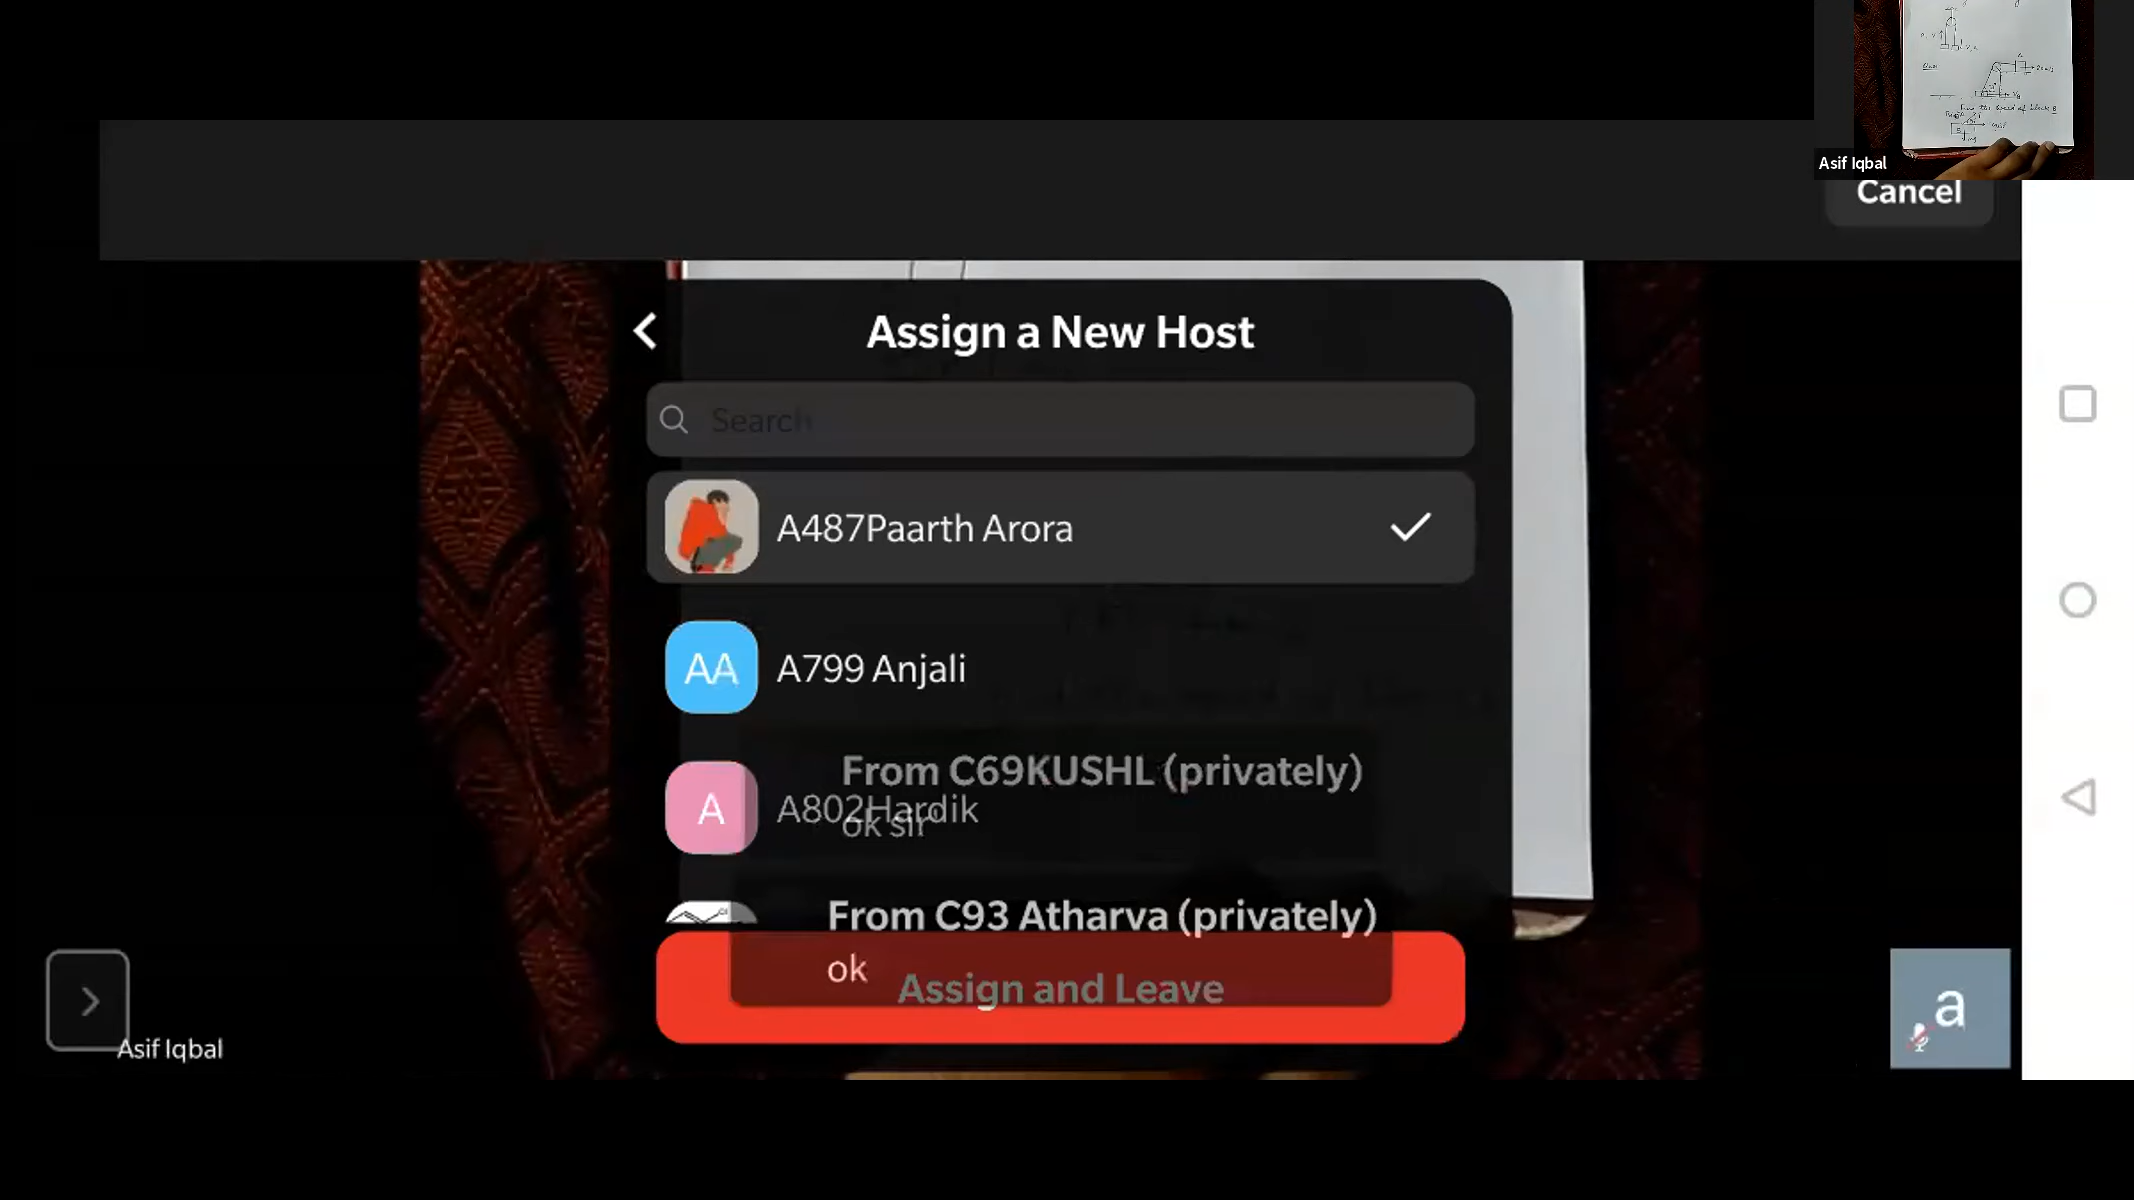 Asif Iqbal
Cancel
Assign a New Host
Search
A487Paarth Arora
AA
A799 Anjali
From C69KUSHL (privately)
A
A802Hardik
ok sir
From C93 Atharva (privately)
ok
Assign and Leave
Asif Iqbal
a